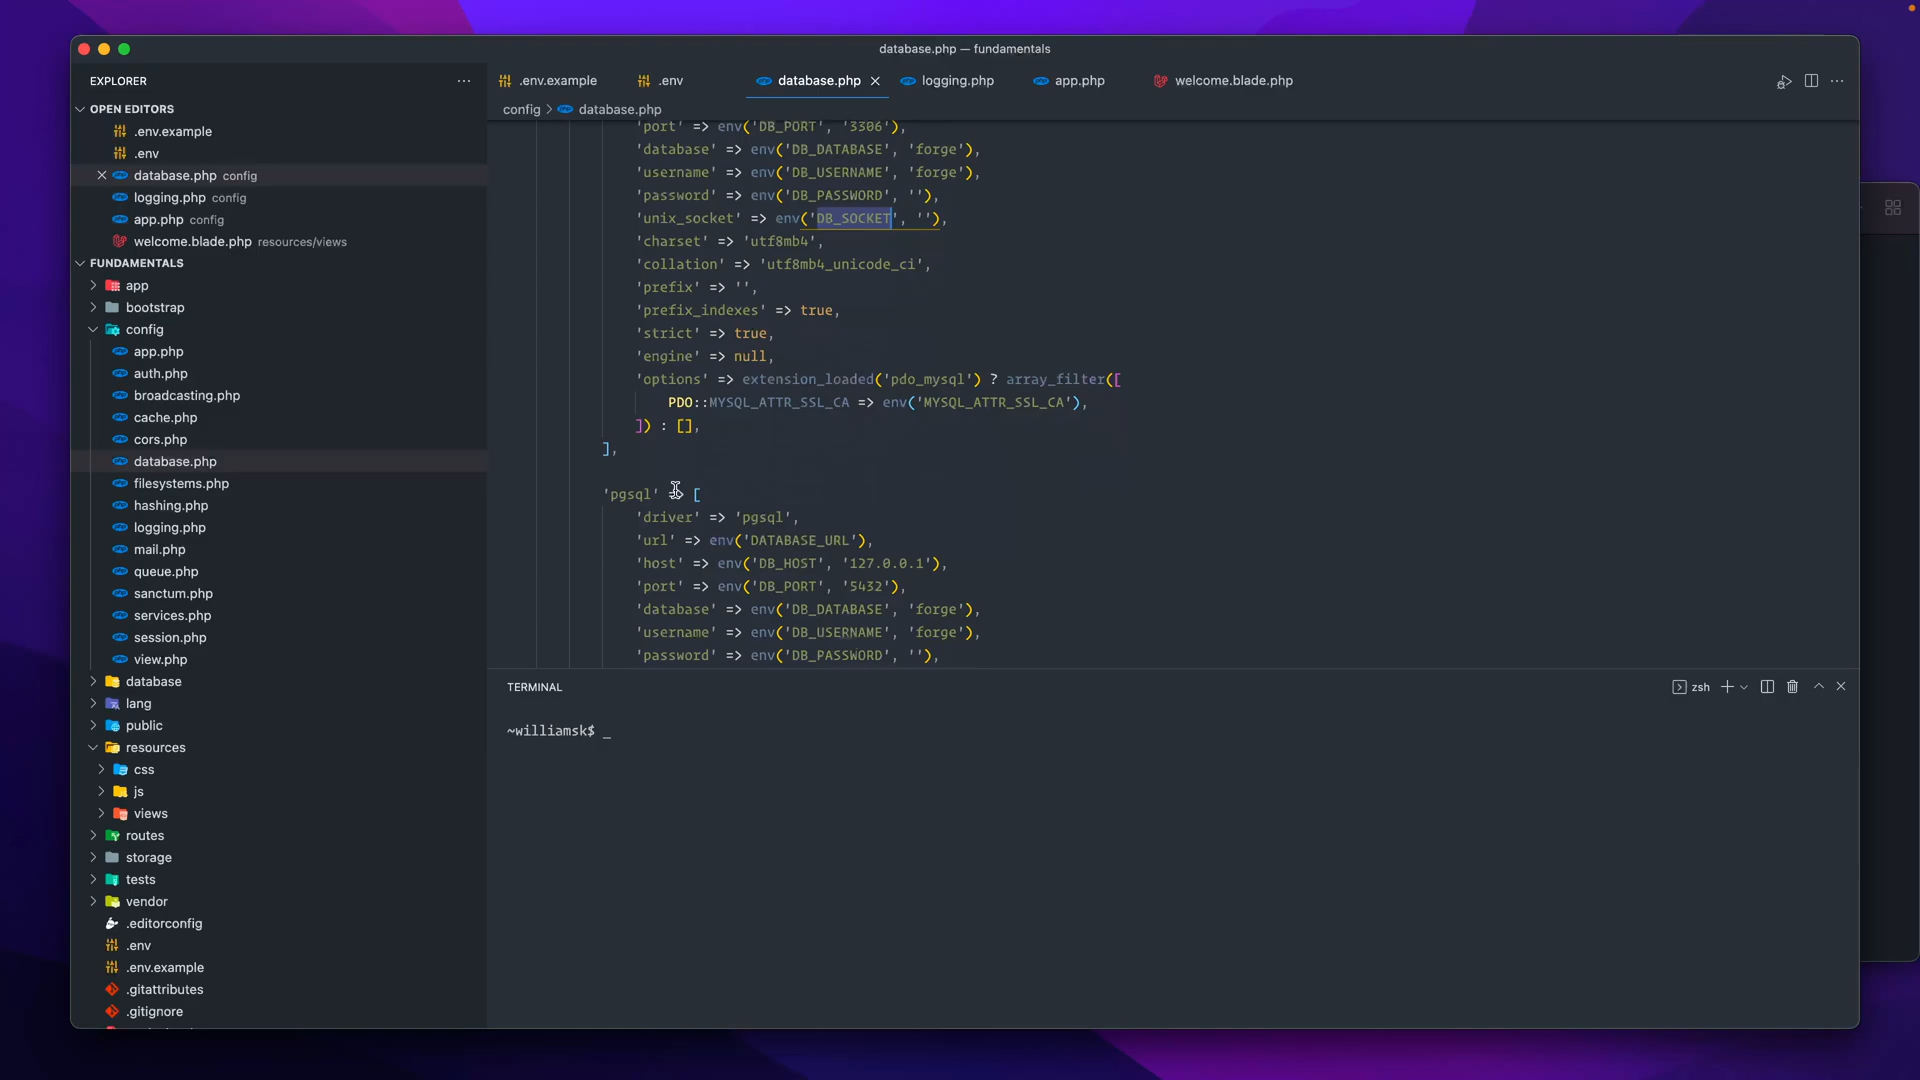 database.php — fundamentals
EXPLORER
OPEN EDITORS
.env.example
.env
database.php config
logging.php config
app.php config
welcome.blade.php resources/views
FUNDAMENTALS
app
bootstrap
config
app.php
auth.php
broadcasting.php
cache.php
cors.php
database.php
filesystems.php
hashing.php
logging.php
mail.php
queue.php
sanctum.php
services.php
session.php
view.php
database
lang
public
resources
css
js
views
routes
storage
tests
vendor
.editorconfig
.env
.env.example
.gitattributes
.gitignore
.env.example .env database.php logging.php app.php welcome.blade.php
config > database.php
'port' => env('DB_PORT', '3306'),
'database' => env('DB_DATABASE', 'forge'),
'username' => env('DB_USERNAME', 'forge'),
'password' => env('DB_PASSWORD', ''),
'unix_socket' => env('DB_SOCKET', ''),
'charset' => 'utf8mb4',
'collation' => 'utf8mb4_unicode_ci',
'prefix' => '',
'prefix_indexes' => true,
'strict' => true,
'engine' => null,
'options' => extension_loaded('pdo_mysql') ? array_filter([
PDO::MYSQL_ATTR_SSL_CA => env('MYSQL_ATTR_SSL_CA'),
]) : [],
],
'pgsql' => [
'driver' => 'pgsql',
'url' => env('DATABASE_URL'),
'host' => env('DB_HOST', '127.0.0.1'),
'port' => env('DB_PORT', '5432'),
'database' => env('DB_DATABASE', 'forge'),
'username' => env('DB_USERNAME', 'forge'),
'password' => env('DB_PASSWORD', ''),
TERMINAL
zsh
~williamsk$ _